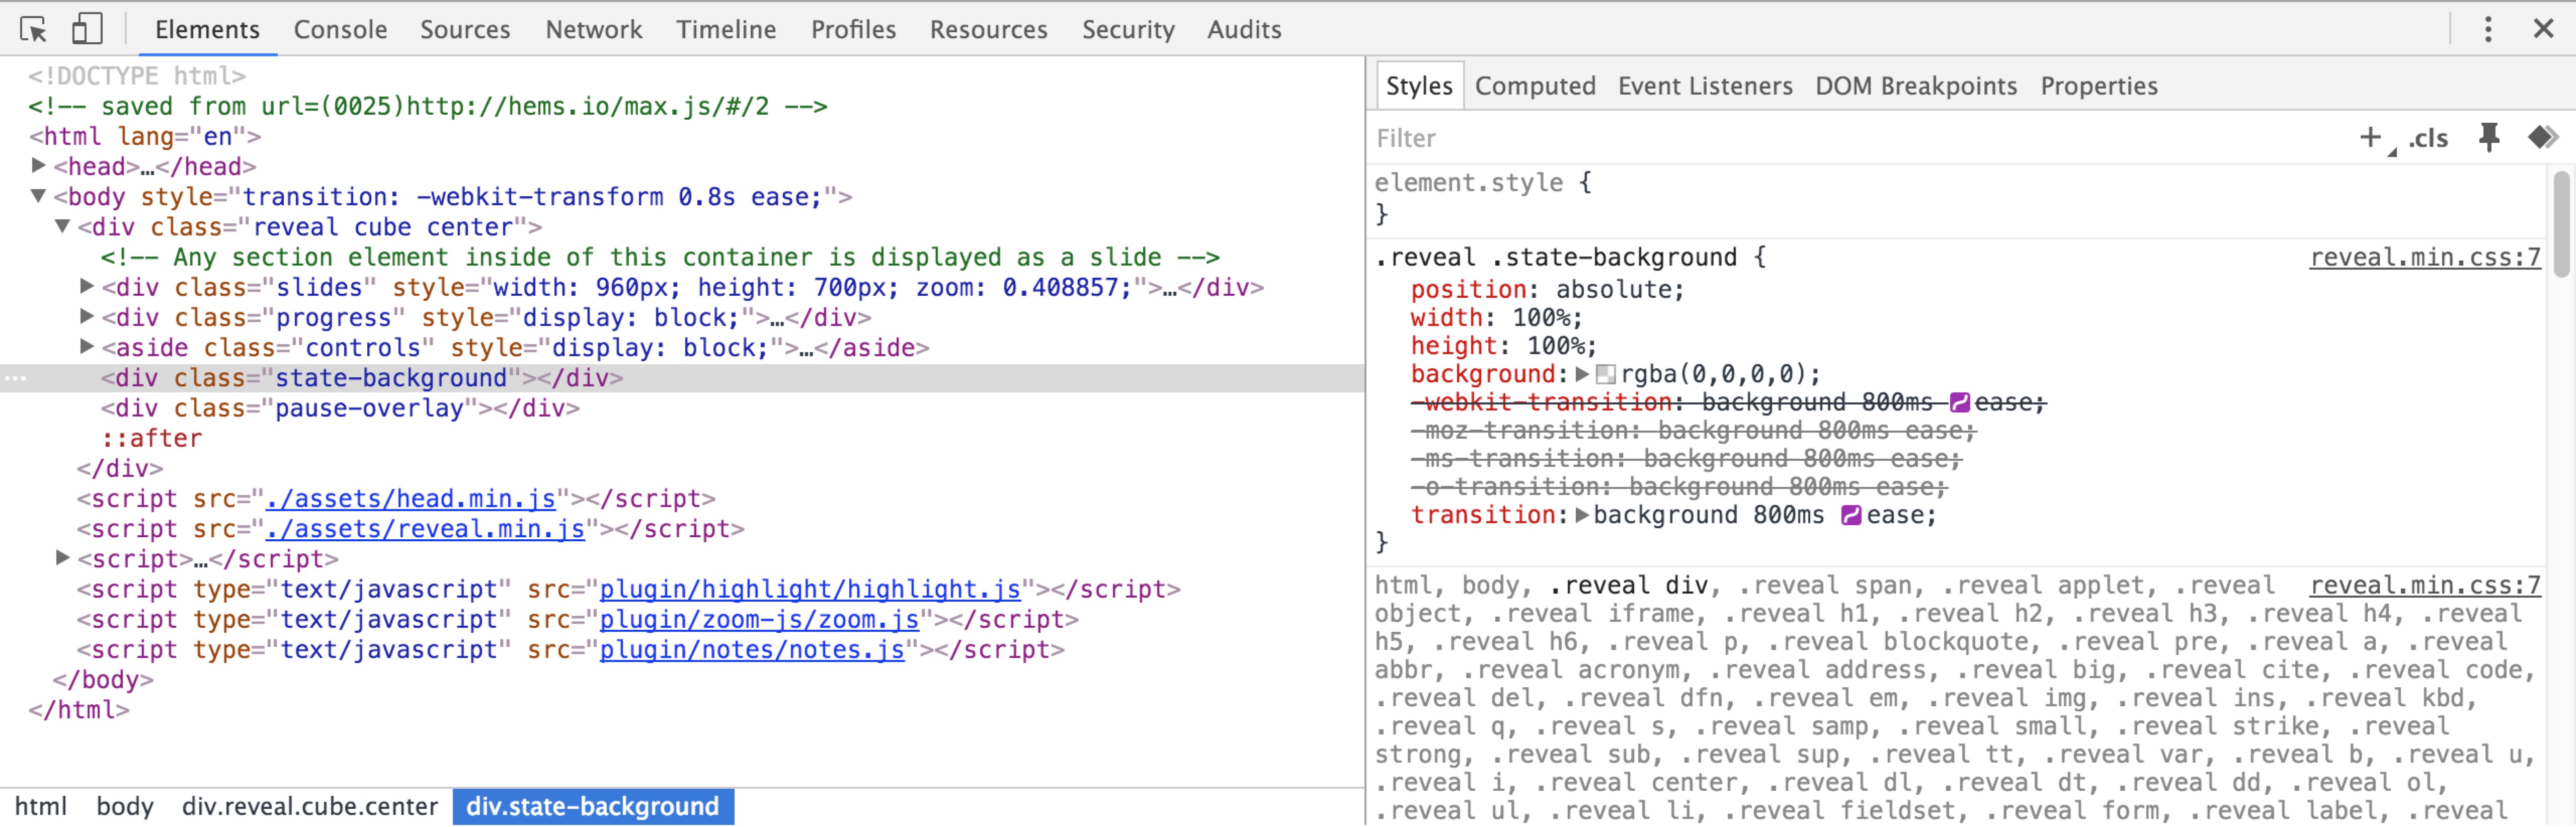 Elements Console Sources Network Timeline Profiles Resources Security Audits
<!DOCTYPE html>
<!-- saved from url=(0025)http://hems.io/max.js/#/2 -->
<html lang="en">
<head>…</head>
<body style="transition: -webkit-transform 0.8s ease;">
<div class="reveal cube center">
<!-- Any section element inside of this container is displayed as a slide -->
<div class="slides" style="width: 960px; height: 700px; zoom: 0.408857;">…</div>
<div class="progress" style="display: block;">…</div>
<aside class="controls" style="display: block;">…</aside>
<div class="state-background"></div>
<div class="pause-overlay"></div>
::after
</div>
<script src="./assets/head.min.js"></script>
<script src="./assets/reveal.min.js"></script>
<script>…</script>
<script type="text/javascript" src="plugin/highlight/highlight.js"></script>
<script type="text/javascript" src="plugin/zoom-js/zoom.js"></script>
<script type="text/javascript" src="plugin/notes/notes.js"></script>
</body>
</html>
html body div.reveal.cube.center div.state-background
Styles Computed Event Listeners DOM Breakpoints Properties
Filter + .cls
element.style {
}
.reveal .state-background { reveal.min.css:7
position: absolute;
width: 100%;
height: 100%;
background: rgba(0,0,0,0);
-webkit-transition: background 800ms ease;
-moz-transition: background 800ms ease;
-ms-transition: background 800ms ease;
-o-transition: background 800ms ease;
transition: background 800ms ease;
}
html, body, .reveal div, .reveal span, .reveal applet, .reveal reveal.min.css:7
object, .reveal iframe, .reveal h1, .reveal h2, .reveal h3, .reveal h4, .reveal
h5, .reveal h6, .reveal p, .reveal blockquote, .reveal pre, .reveal a, .reveal
abbr, .reveal acronym, .reveal address, .reveal big, .reveal cite, .reveal code,
.reveal del, .reveal dfn, .reveal em, .reveal img, .reveal ins, .reveal kbd,
.reveal q, .reveal s, .reveal samp, .reveal small, .reveal strike, .reveal
strong, .reveal sub, .reveal sup, .reveal tt, .reveal var, .reveal b, .reveal u,
.reveal i, .reveal center, .reveal dl, .reveal dt, .reveal dd, .reveal ol,
.reveal ul, .reveal li, .reveal fieldset, .reveal form, .reveal label, .reveal